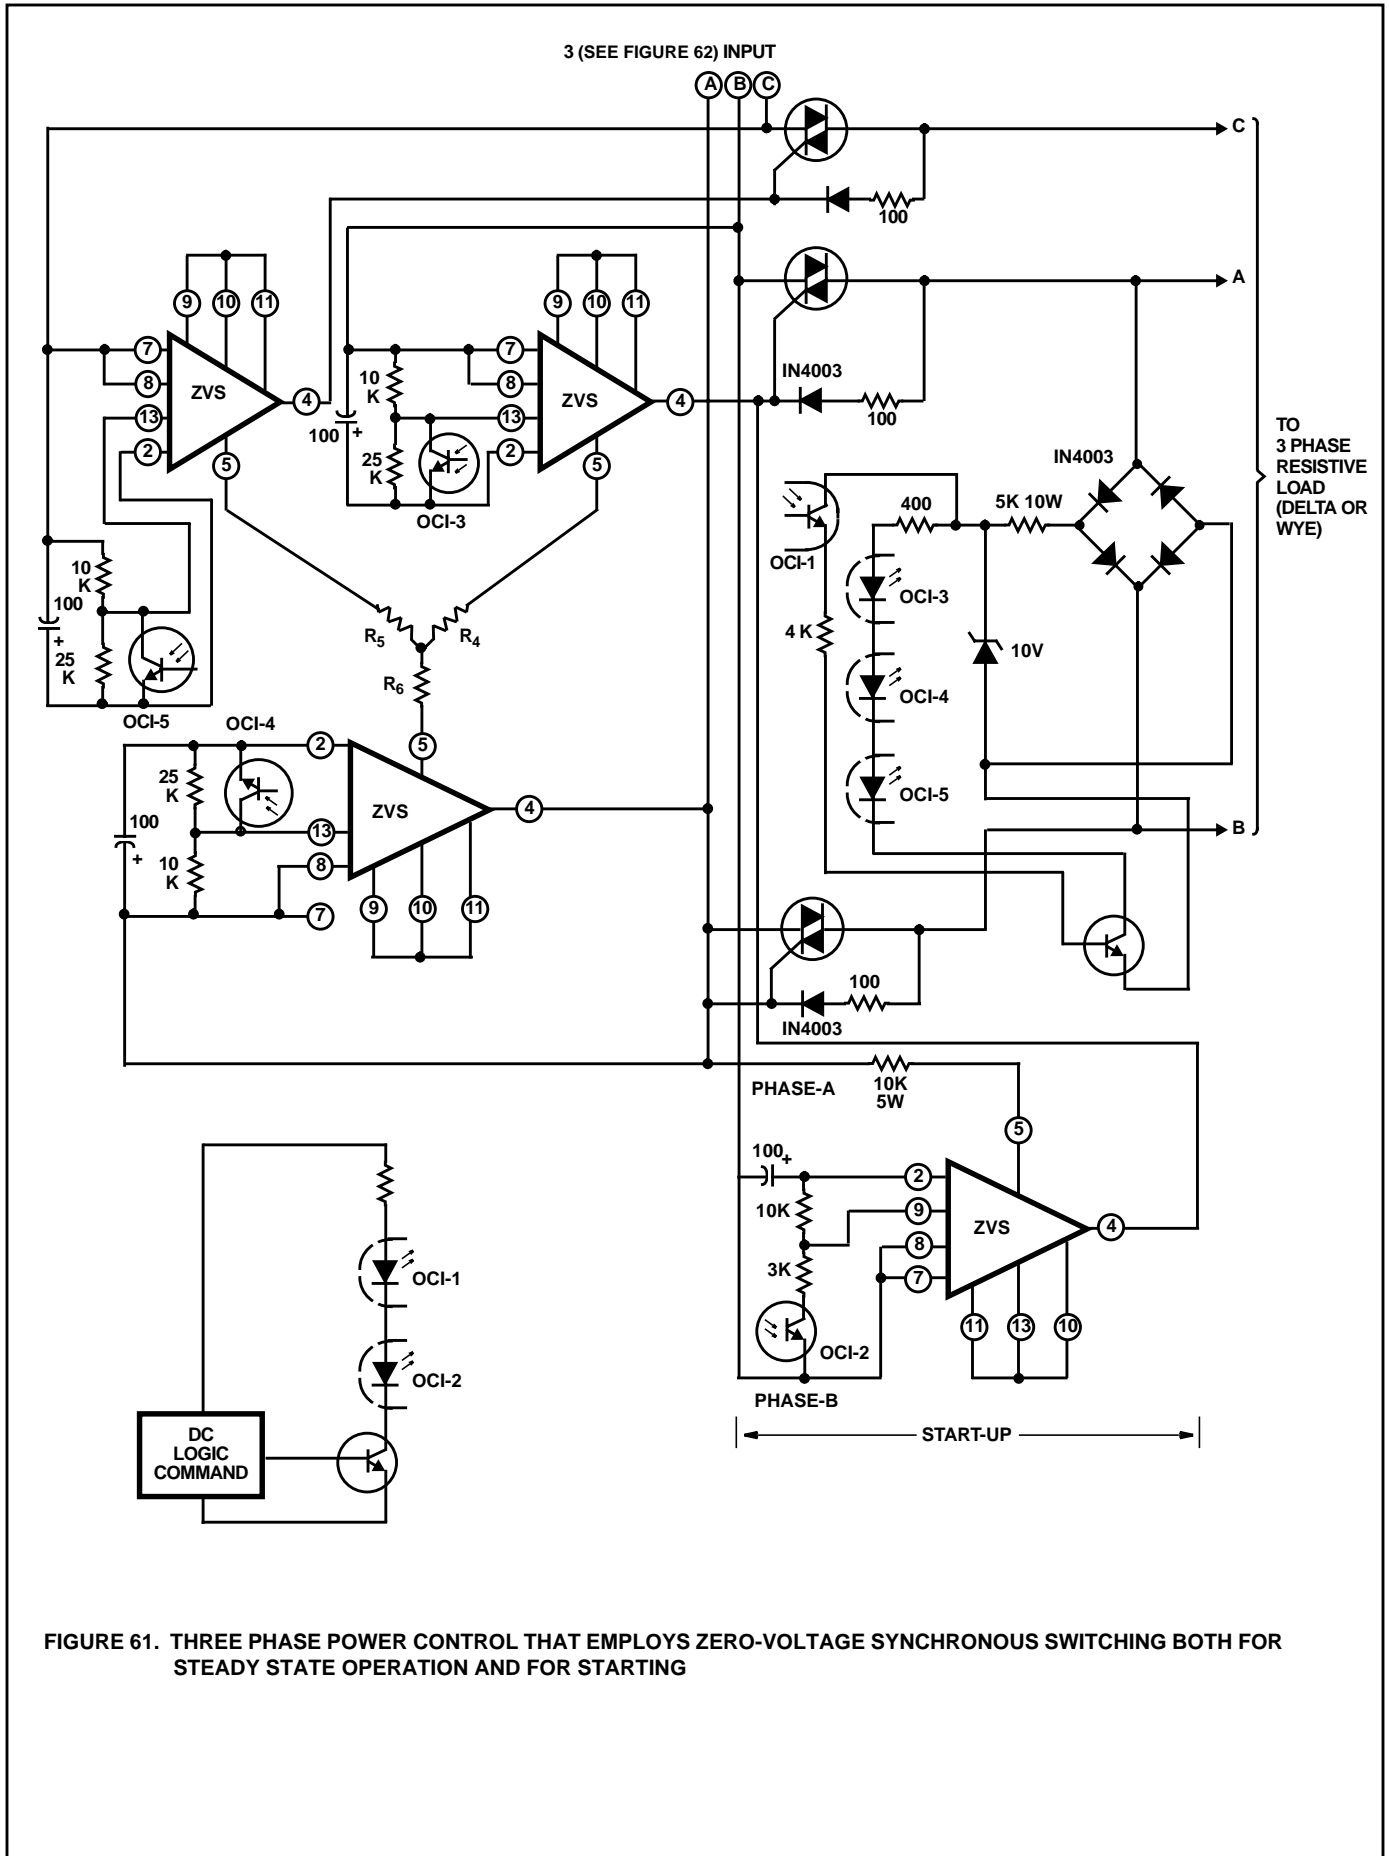 3 (SEE FIGURE 62) INPUT
A B C
C
100
9 10 11
9 10 11
A
7
8
13
2
ZVS
4
5
10
K
100
+
25
K
7
8
13
2
ZVS
4
5
OCI-3
IN4003
100
TO
3 PHASE
RESISTIVE
LOAD
(DELTA OR
WYE)
IN4003
400
5K 10W
OCI-1
OCI-3
4 K
10V
OCI-4
OCI-5
B
10
K
100
+
25
K
OCI-5
R5
R4
R6
OCI-4
2
5
25
K
100
+
10
K
13
8
7
ZVS
4
9 10 11
100
IN4003
PHASE-A
10K
5W
5
100
+
2
10K
9
8
3K
7
ZVS
4
11 13 10
OCI-2
PHASE-B
START-UP
OCI-1
OCI-2
DC
LOGIC
COMMAND
FIGURE 61. THREE PHASE POWER CONTROL THAT EMPLOYS ZERO-VOLTAGE SYNCHRONOUS SWITCHING BOTH FOR
STEADY STATE OPERATION AND FOR STARTING